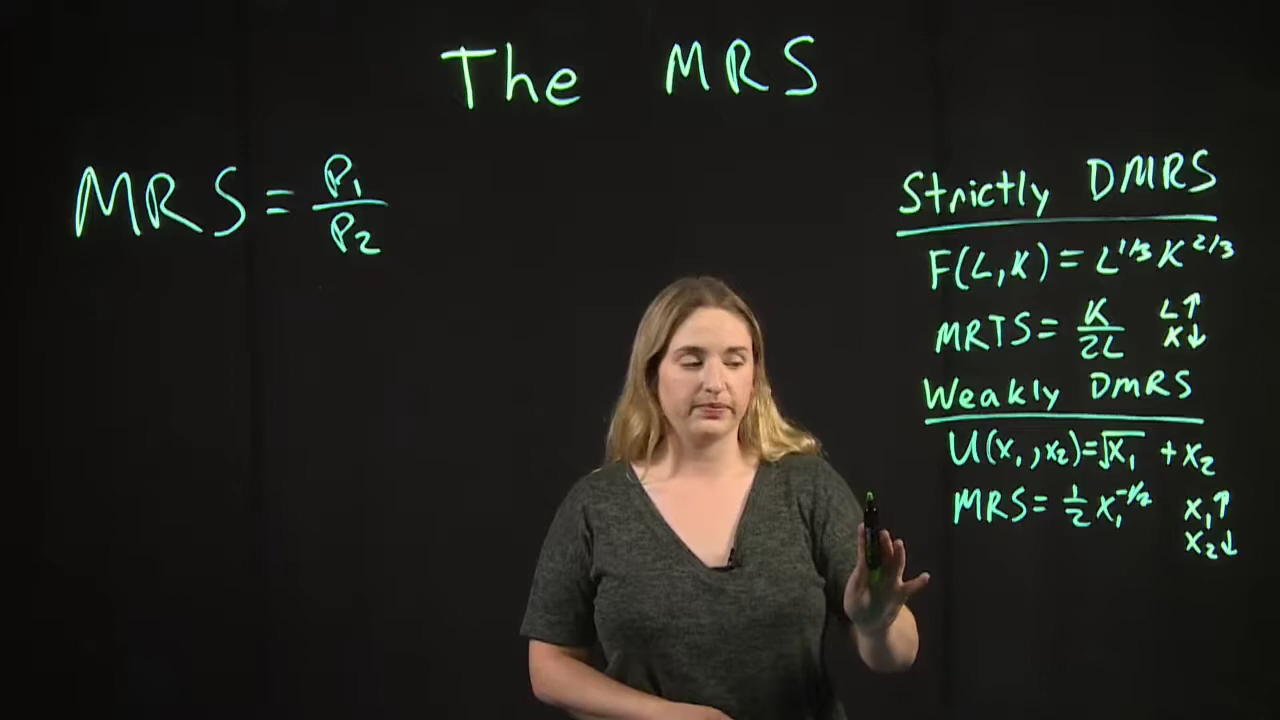 The MRS
MRS = P₁/P₂
Strictly DMRS
F(L,K) = L^1/3 K^2/3
MRTS = K/2L L↑ K↓
Weakly DMRS
U(x₁,x₂)=√x₁ + x₂
MRS = 1/2 x₁^-1/2 x₁↑ x₂↓